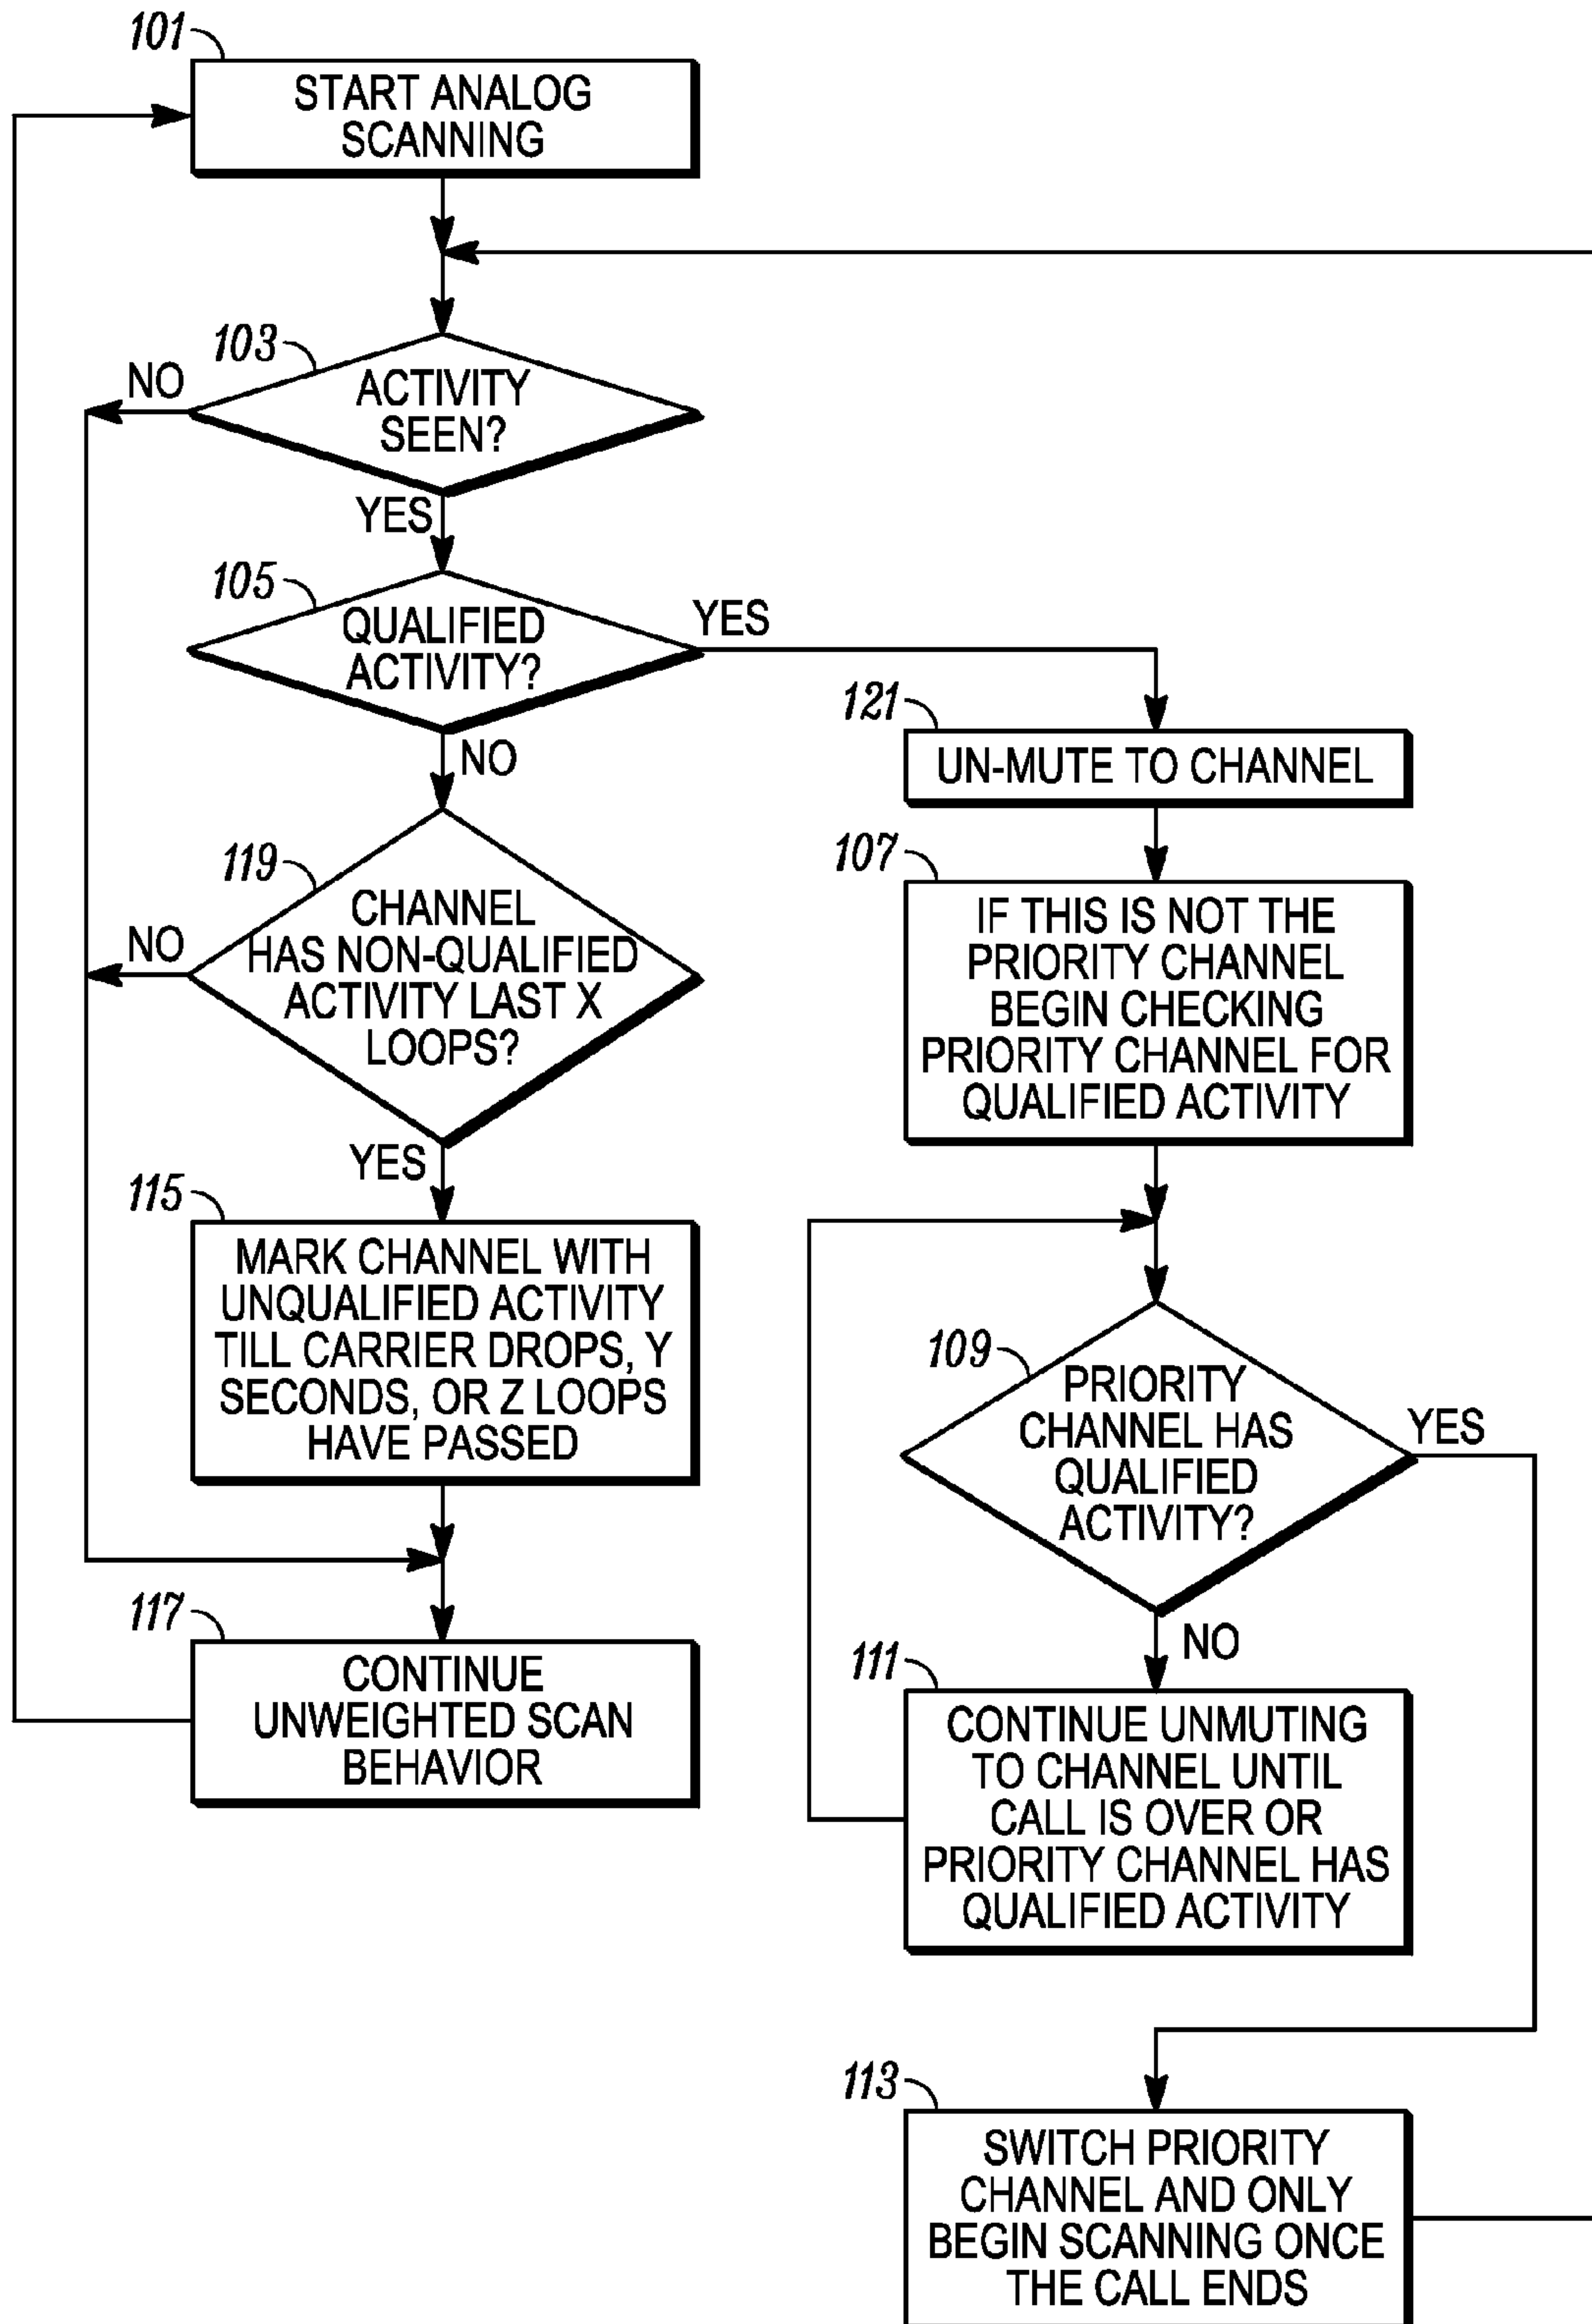 101
START ANALOG
SCANNING
103
NO
ACTIVITY
SEEN?
YES
105
QUALIFIED
ACTIVITY?
YES
NO
121
UN-MUTE TO CHANNEL
119
NO
CHANNEL
HAS NON-QUALIFIED
ACTIVITY LAST X
LOOPS?
YES
107
IF THIS IS NOT THE
PRIORITY CHANNEL
BEGIN CHECKING
PRIORITY CHANNEL FOR
QUALIFIED ACTIVITY
115
MARK CHANNEL WITH
UNQUALIFIED ACTIVITY
TILL CARRIER DROPS, Y
SECONDS, OR Z LOOPS
HAVE PASSED
109
PRIORITY
CHANNEL HAS
QUALIFIED
ACTIVITY?
YES
NO
117
CONTINUE
UNWEIGHTED SCAN
BEHAVIOR
111
CONTINUE UNMUTING
TO CHANNEL UNTIL
CALL IS OVER OR
PRIORITY CHANNEL HAS
QUALIFIED ACTIVITY
113
SWITCH PRIORITY
CHANNEL AND ONLY
BEGIN SCANNING ONCE
THE CALL ENDS